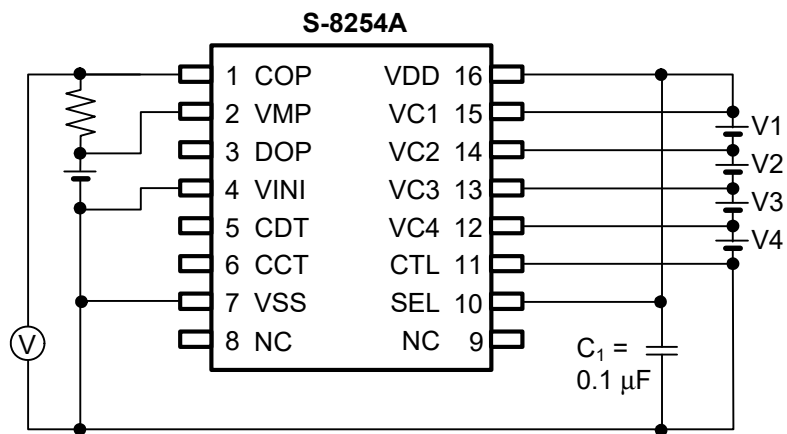 S-8254A
1 COP VDD 16
2 VMP VC1 15
3 DOP VC2 14
4 VINI VC3 13
5 CDT VC4 12
6 CCT CTL 11
7 VSS SEL 10
8 NC NC 9
V1
V2
V3
V4
V
C₁ =
0.1 μF